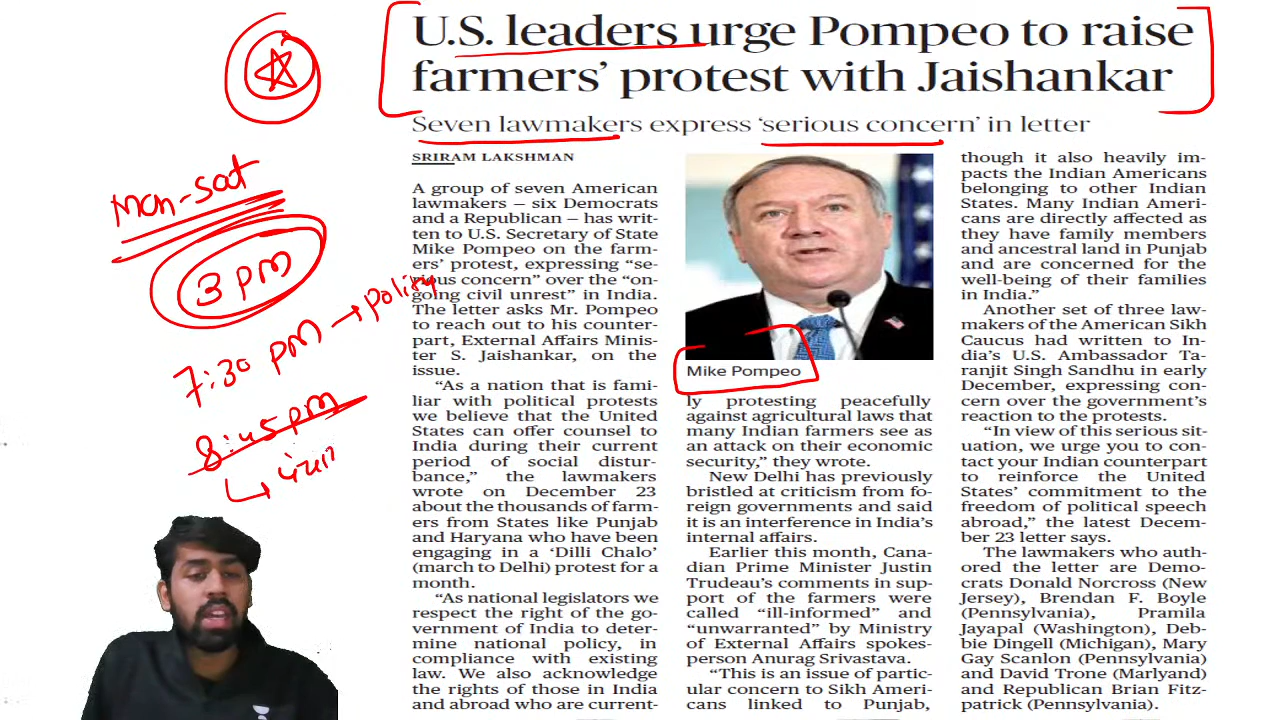 U.S. leaders urge Pompeo to raise
farmers' protest with Jaishankar
Seven lawmakers express 'serious concern' in letter
SRIRAM LAKSHMAN
A group of seven American
lawmakers – six Democrats
and a Republican – has writ-
ten to U.S. Secretary of State
Mike Pompeo on the farm-
ers' protest, expressing "se-
rious concern" over the "on-
going civil unrest" in India.
The letter asks Mr. Pompeo
to reach out to his counter-
part, External Affairs Minis-
ter S. Jaishankar, on the
issue.
"As a nation that is fami-
liar with political protests
we believe that the United
States can offer counsel to
India during their current
period of social distur-
bance," the lawmakers
wrote on December 23
about the thousands of farm-
ers from States like Punjab
and Haryana who have been
engaging in a 'Dilli Chalo'
(march to Delhi) protest for a
month.
"As national legislators we
respect the right of the go-
vernment of India to deter-
mine national policy, in
compliance with existing
law. We also acknowledge
the rights of those in India
and abroad who are current-
Mike Pompeo
ly protesting peacefully
against agricultural laws that
many Indian farmers see as
an attack on their economic
security," they wrote.
New Delhi has previously
bristled at criticism from fo-
reign governments and said
it is an interference in India's
internal affairs.
Earlier this month, Cana-
dian Prime Minister Justin
Trudeau's comments in sup-
port of the farmers were
called "ill-informed" and
"unwarranted" by Ministry
of External Affairs spokes-
person Anurag Srivastava.
"This is an issue of partic-
ular concern to Sikh Ameri-
cans linked to Punjab,
though it also heavily im-
pacts the Indian Americans
belonging to other Indian
States. Many Indian Ameri-
cans are directly affected as
they have family members
and ancestral land in Punjab
and are concerned for the
well-being of their families
in India."
Another set of three law-
makers of the American Sikh
Caucus had written to In-
dia's U.S. Ambassador Ta-
ranjit Singh Sandhu in early
December, expressing con-
cern over the government's
reaction to the protests.
"In view of this serious sit-
uation, we urge you to con-
tact your Indian counterpart
to reinforce the United
States' commitment to the
freedom of political speech
abroad," the latest Decem-
ber 23 letter says.
The lawmakers who auth-
ored the letter are Demo-
crats Donald Norcross (New
Jersey), Brendan F. Boyle
(Pennsylvania), Pramila
Jayapal (Washington), Deb-
bie Dingell (Michigan), Mary
Gay Scanlon (Pennsylvania)
and David Trone (Marlyand)
and Republican Brian Fitz-
patrick (Pennsylvania).
Mon-Sat
3 pm
7:30 pm → Polity
8:45 pm